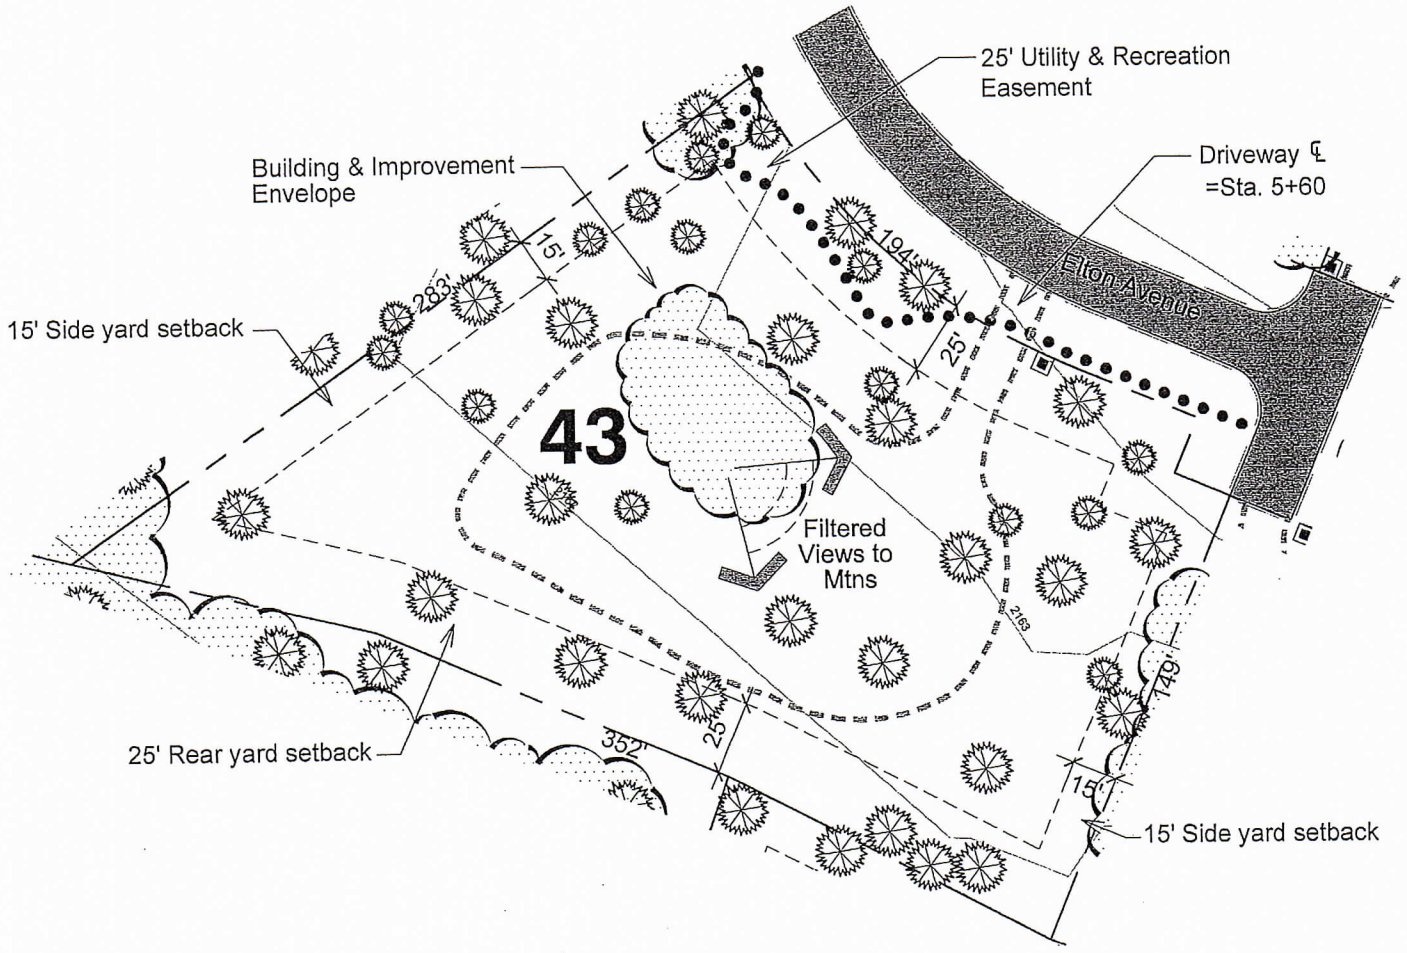 25' Utility & Recreation
Easement
Driveway ℄
=Sta. 5+60
Building & Improvement
Envelope
15'
194'
283'
Elton Avenue
15' Side yard setback
25'
43
Filtered
Views to
Mtns
2163
149'
25'
352'
25' Rear yard setback
15'
15' Side yard setback